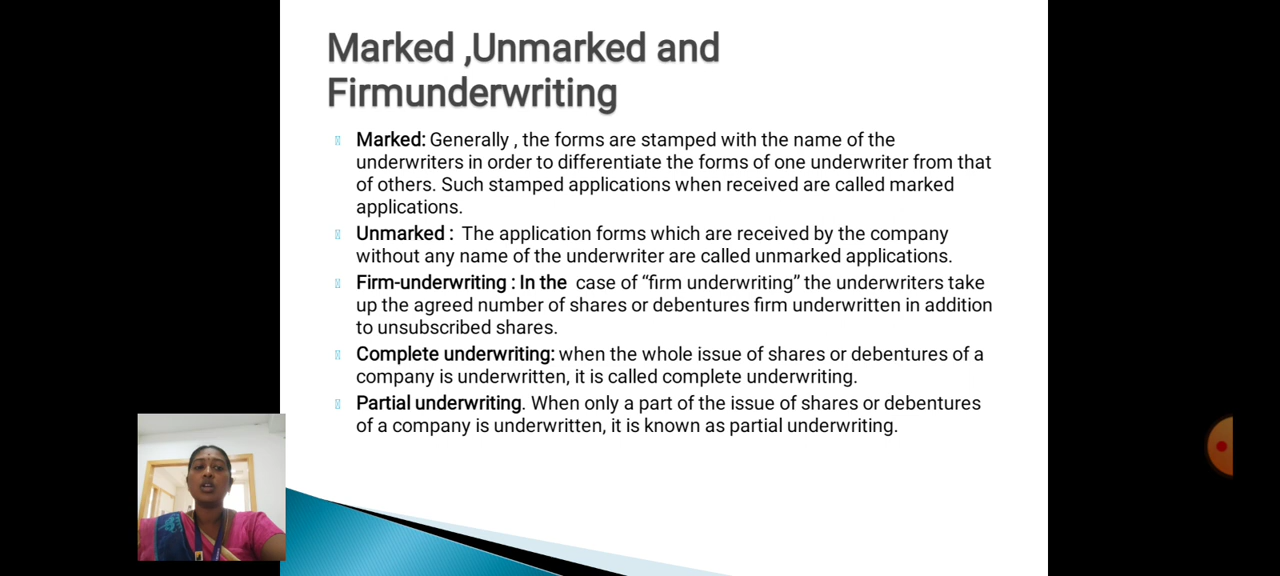 Marked ,Unmarked and
Firmunderwriting
Marked: Generally , the forms are stamped with the name of the
underwriters in order to differentiate the forms of one underwriter from that
of others. Such stamped applications when received are called marked
applications.
Unmarked : The application forms which are received by the company
without any name of the underwriter are called unmarked applications.
Firm-underwriting : In the case of “firm underwriting” the underwriters take
up the agreed number of shares or debentures firm underwritten in addition
to unsubscribed shares.
Complete underwriting: when the whole issue of shares or debentures of a
company is underwritten, it is called complete underwriting.
Partial underwriting. When only a part of the issue of shares or debentures
of a company is underwritten, it is known as partial underwriting.